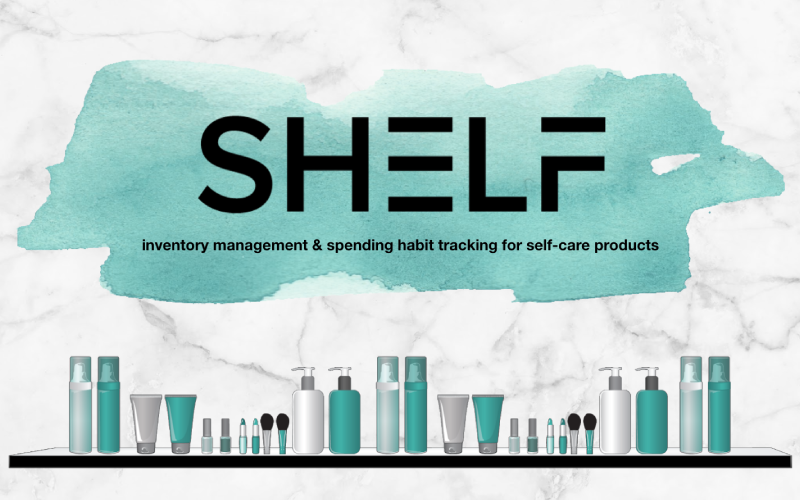 SHELF
inventory management & spending habit tracking for self-care products